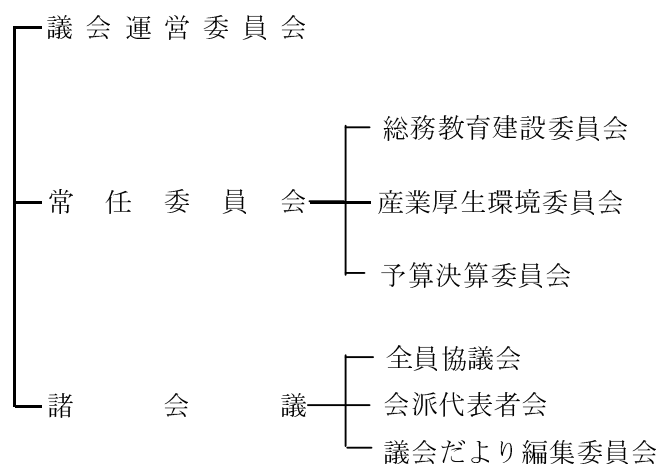 議会運営委員会
総務教育建設委員会
常任委員会
産業厚生環境委員会
予算決算委員会
全員協議会
諸会議
会派代表者会
議会だより編集委員会